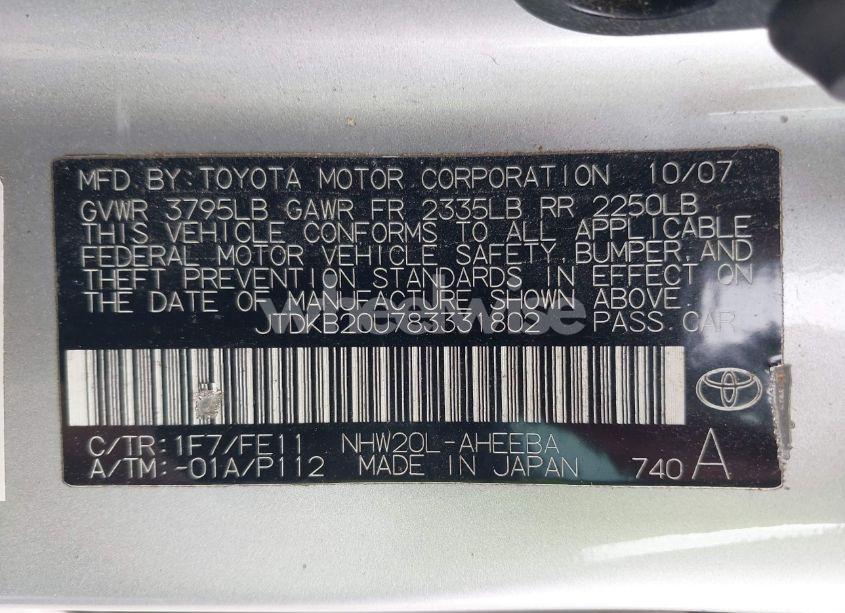 MFD BY:TOYOTA MOTOR CORPORATION 10/07
GVWR 3795LB GAWR FR 2335LB RR 2250LB
THIS VEHICLE CONFORMS TO ALL APPLICABLE
FEDERAL MOTOR VEHICLE SAFETY, BUMPER, AND
THEFT PREVENTION STANDARDS IN EFFECT ON
THE DATE OF MANUFACTURE SHOWN ABOVE.
wheelwise
JTDKB20U783331802 PASS.CAR
C/TR:1F7/FE11 NHW20L-AHEEBA
A/TM:-01A/P112 MADE IN JAPAN 740 A